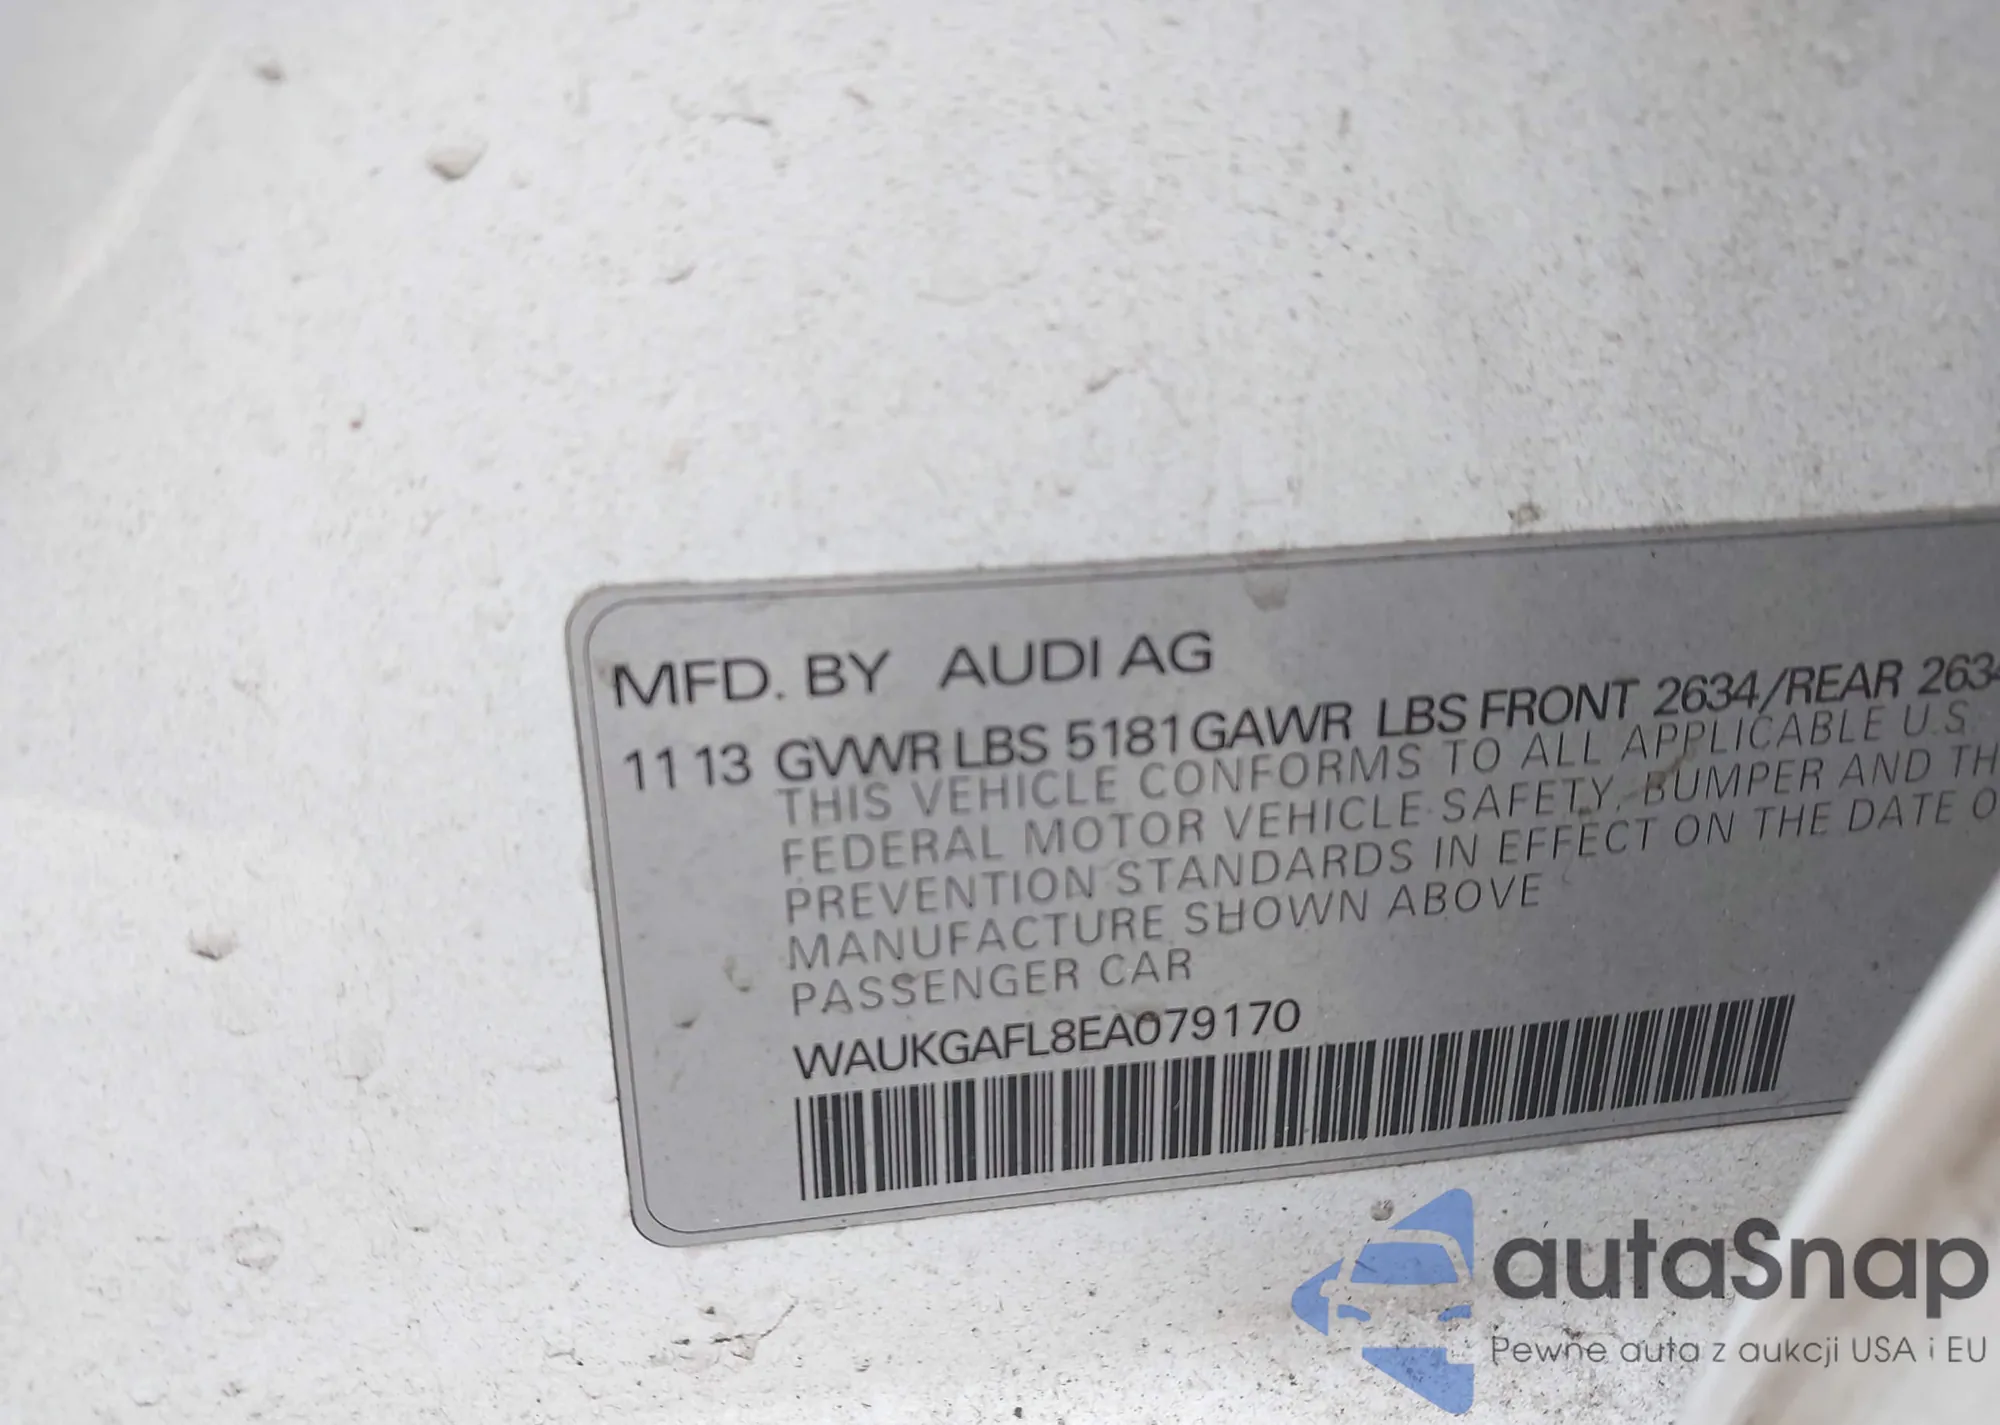 MFD. BY AUDI AG
11 13 GVWR LBS 5181 GAWR LBS FRONT 2634/REAR 2634
THIS VEHICLE CONFORMS TO ALL APPLICABLE U.S.
FEDERAL MOTOR VEHICLE SAFETY, BUMPER AND TH
PREVENTION STANDARDS IN EFFECT ON THE DATE O
MANUFACTURE SHOWN ABOVE
PASSENGER CAR
WAUKGAFL8EA079170
autaSnap
Pewne auta z aukcji USA i EU